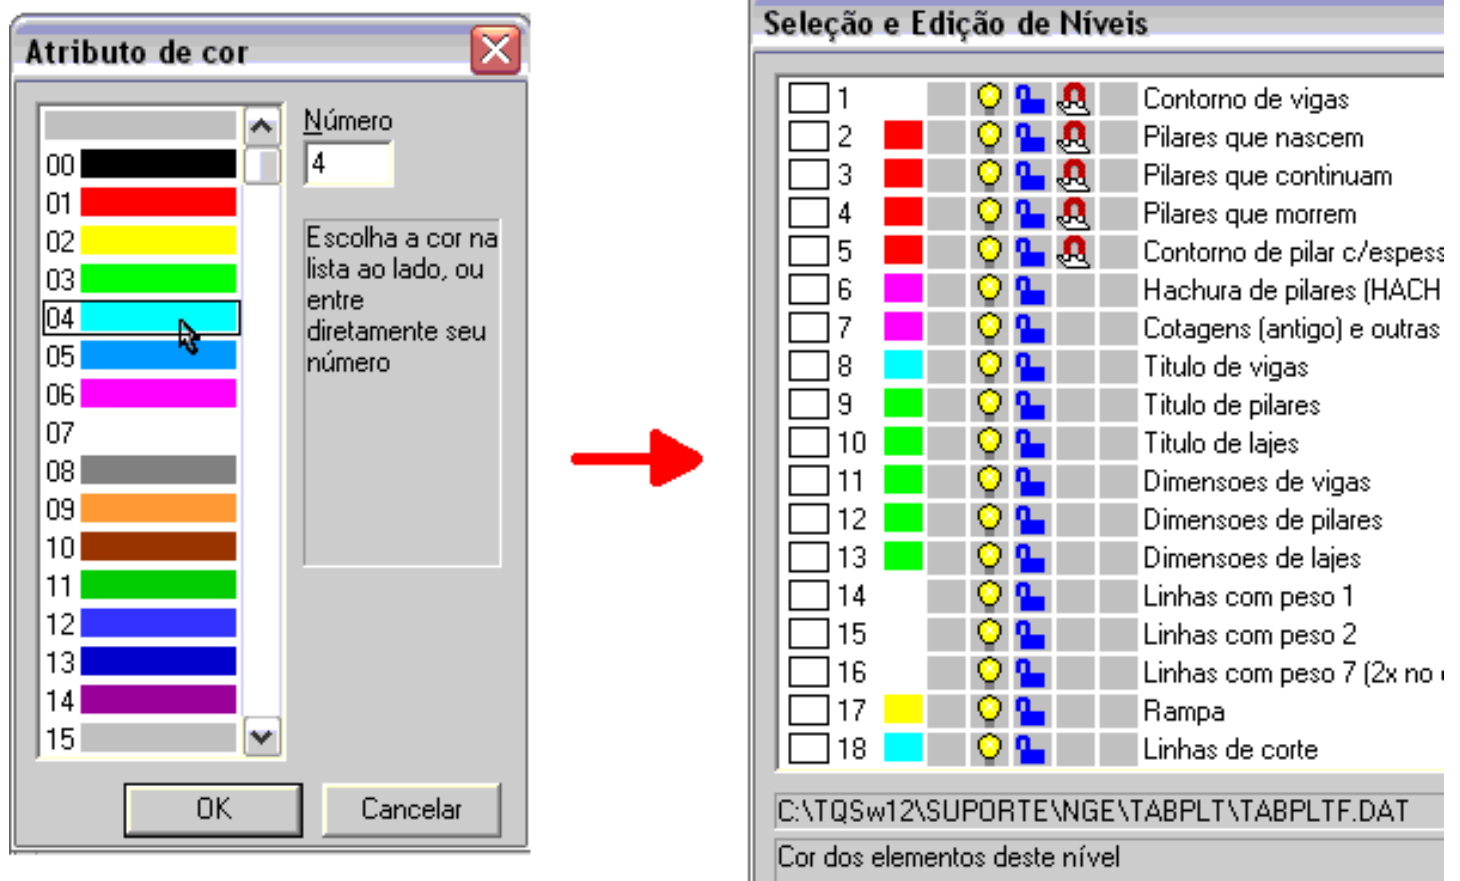 Atributo de cor
Número
4
00
01
02
03
04
05
06
07
08
09
10
11
12
13
14
15
Escolha a cor na
lista ao lado, ou
entre
diretamente seu
número
OK
Cancelar
Seleção e Edição de Níveis
1 Contorno de vigas
2 Pilares que nascem
3 Pilares que continuam
4 Pilares que morrem
5 Contorno de pilar c/espess
6 Hachura de pilares (HACH
7 Cotagens (antigo) e outras
8 Titulo de vigas
9 Titulo de pilares
10 Titulo de lajes
11 Dimensoes de vigas
12 Dimensoes de pilares
13 Dimensoes de lajes
14 Linhas com peso 1
15 Linhas com peso 2
16 Linhas com peso 7 (2x no
17 Rampa
18 Linhas de corte
C:\TQSw12\SUPORTE\NGE\TABPLT\TABPLTF.DAT
Cor dos elementos deste nível